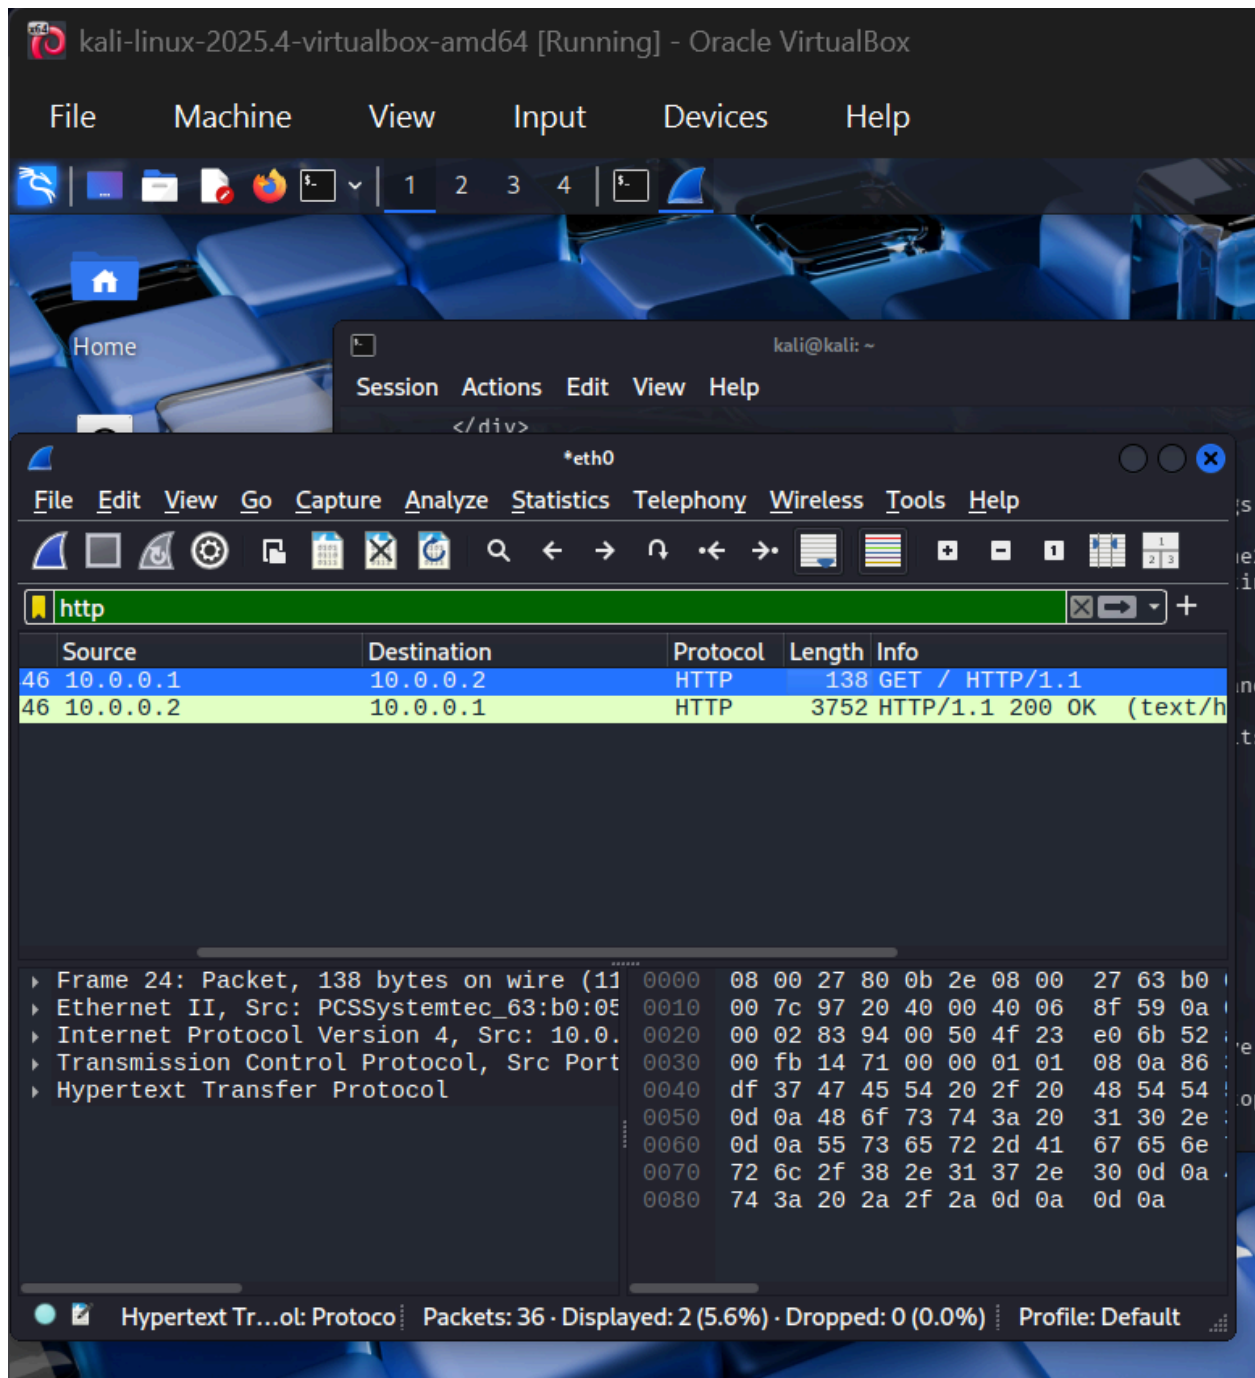 kali-linux-2025.4-virtualbox-amd64 [Running] - Oracle VirtualBox
File Machine View Input Devices Help
1 2 3 4
Home
kali@kali: ~
Session Actions Edit View Help
</div>
*eth0
File Edit View Go Capture Analyze Statistics Telephony Wireless Tools Help
http
Source Destination Protocol Length Info
46 10.0.0.1 10.0.0.2 HTTP 138 GET / HTTP/1.1
46 10.0.0.2 10.0.0.1 HTTP 3752 HTTP/1.1 200 OK (text/h
Frame 24: Packet, 138 bytes on wire (11
Ethernet II, Src: PCSSystemtec_63:b0:05
Internet Protocol Version 4, Src: 10.0.
Transmission Control Protocol, Src Port
Hypertext Transfer Protocol
0000 08 00 27 80 0b 2e 08 00 27 63 b0
0010 00 7c 97 20 40 00 40 06 8f 59 0a
0020 00 02 83 94 00 50 4f 23 e0 6b 52
0030 00 fb 14 71 00 00 01 01 08 0a 86
0040 df 37 47 45 54 20 2f 20 48 54 54
0050 0d 0a 48 6f 73 74 3a 20 31 30 2e
0060 0d 0a 55 73 65 72 2d 41 67 65 6e
0070 72 6c 2f 38 2e 31 37 2e 30 0d 0a
0080 74 3a 20 2a 2f 2a 0d 0a 0d 0a
Hypertext Tr…ol: Protoco Packets: 36 · Displayed: 2 (5.6%) · Dropped: 0 (0.0%) Profile: Default